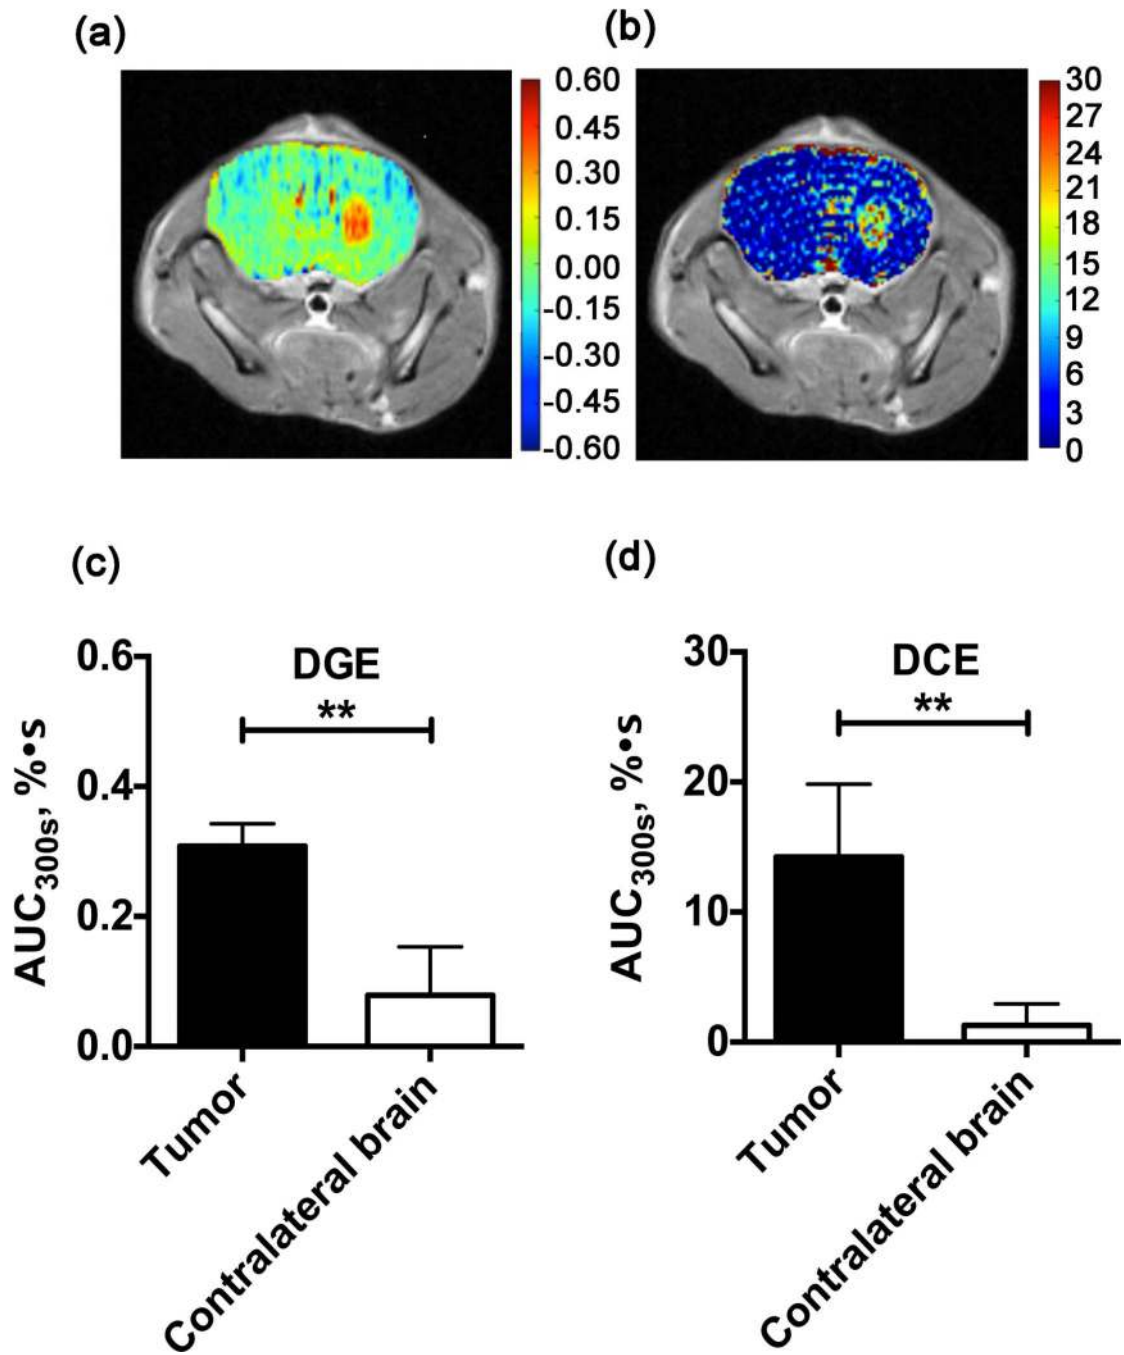 (a)
(b)
0.60
0.45
0.30
0.15
0.00
-0.15
-0.30
-0.45
-0.60
30
27
24
21
18
15
12
9
6
3
0
(c)
(d)
0.6
0.4
0.2
0.0
AUC300s, %•s
DGE
**
Tumor
Contralateral brain
30
20
10
0
AUC300s, %•s
DCE
**
Tumor
Contralateral brain